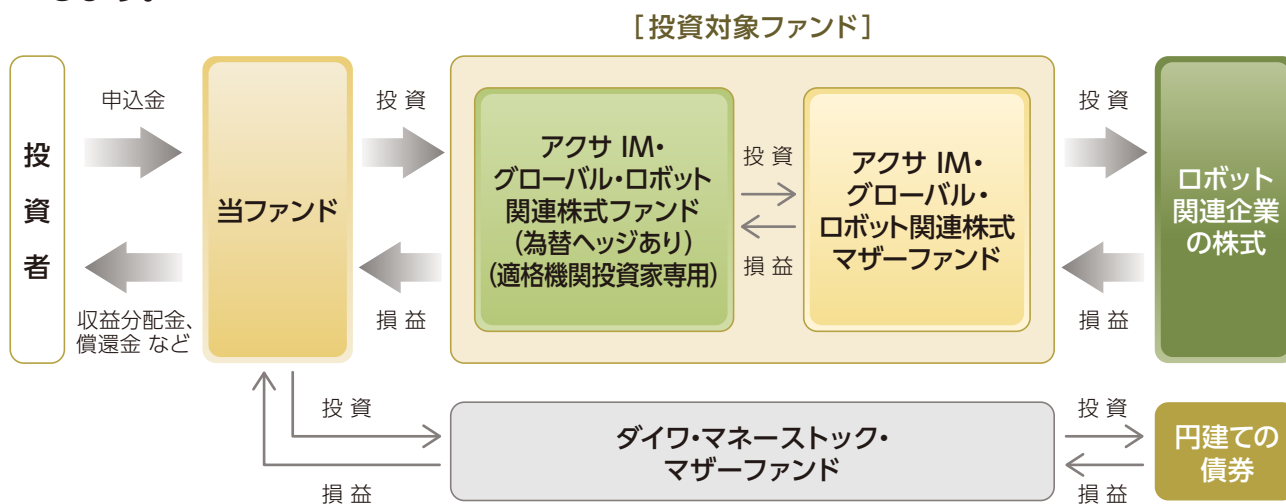 ［投資対象ファンド］
投資者
申込金
収益分配金、
償還金 など
当ファンド
投 資
損 益
アクサ IM・
グローバル・ロボット
関連株式ファンド
（為替ヘッジあり）
（適格機関投資家専用）
投 資
損 益
アクサ IM・
グローバル・
ロボット関連株式
マザーファンド
投 資
損 益
ロボット
関連企業
の株式
投 資
損 益
ダイワ・マネーストック・
マザーファンド
投 資
損 益
円建ての
債券